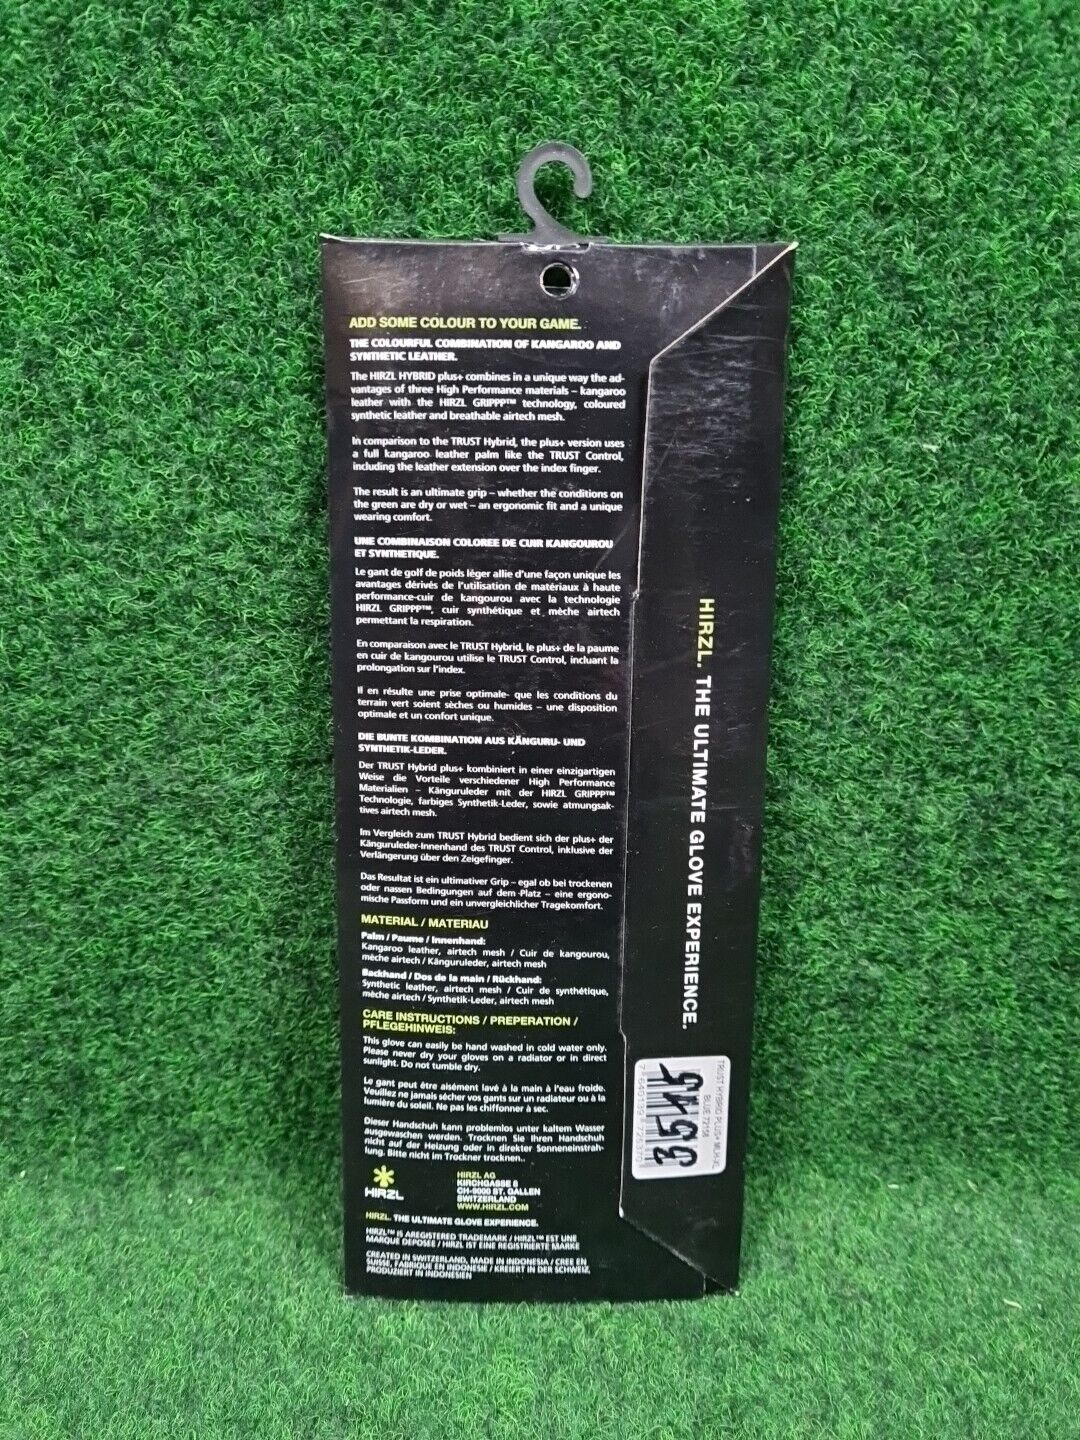 ADD SOME COLOUR TO YOUR GAME.
THE COLOURFUL COMBINATION OF KANGAROO AND
SYNTHETIC LEATHER.
The HIRZL HYBRID plus+ combines in a unique way the ad-
vantages of three High Performance materials – kangaroo
leather with the HIRZL GRIPPP™ technology, coloured
synthetic leather and breathable airtech mesh.
In comparison to the TRUST Hybrid, the plus+ version uses
a full kangaroo leather palm like the TRUST Control,
including the leather extension over the index finger.
The result is an ultimate grip – whether the conditions on
the green are dry or wet – an ergonomic fit and a unique
wearing comfort.
UNE COMBINAISON COLOREE DE CUIR KANGOUROU
ET SYNTHETIQUE.
Le gant de golf de poids léger allie d'une façon unique les
avantages dérivés de l'utilisation de matériaux à haute
performance-cuir de kangourou avec la technologie
HIRZL GRIPPP™, cuir synthétique et mèche airtech
permettant la respiration.
En comparaison avec le TRUST Hybrid, le plus+ de la paume
en cuir de kangourou utilise le TRUST Control, incluant la
prolongation sur l'index.
Il en résulte une prise optimale- que les conditions du
terrain vert soient sèches ou humides – une disposition
optimale et un confort unique.
DIE BUNTE KOMBINATION AUS KÄNGURU- UND
SYNTHETIK-LEDER.
Der TRUST Hybrid plus+ kombiniert in einer einzigartigen
Weise die Vorteile verschiedener High Performance
Materialien – Känguruleder mit der HIRZL GRIPPP™
Technologie, farbiges Synthetik-Leder, sowie atmungsak-
tives airtech mesh.
Im Vergleich zum TRUST Hybrid bedient sich der plus+ der
Känguruleder-Innenhand des TRUST Control, inklusive der
Verlängerung über den Zeigefinger.
Das Resultat ist ein ultimativer Grip – egal ob bei trockenen
oder nassen Bedingungen auf dem Platz – eine ergono-
mische Passform und ein unvergleichlicher Tragekomfort.
MATERIAL / MATERIAU
Palm / Paume / Innenhand:
Kangaroo leather, airtech mesh / Cuir de kangourou,
mèche airtech / Känguruleder, airtech mesh
Backhand / Dos de la main / Rückhand:
Synthetic leather, airtech mesh / Cuir de synthétique,
mèche airtech / Synthetik-Leder, airtech mesh
CARE INSTRUCTIONS / PREPERATION /
PFLEGEHINWEIS:
This glove can easily be hand washed in cold water only.
Please never dry your gloves on a radiator or in direct
sunlight. Do not tumble dry.
Le gant peut être aisément lavé à la main à l'eau froide.
Veuillez ne jamais sécher vos gants sur un radiateur ou à la
lumière du soleil. Ne pas les chiffonner à sec.
Dieser Handschuh kann problemlos unter kaltem Wasser
ausgewaschen werden. Trocknen Sie Ihren Handschuh
nicht auf der Heizung oder in direkter Sonneneinstrah-
lung. Bitte nicht im Trockner trocknen..
HIRZL
HIRZL AG
KIRCHGASSE 6
CH-9000 ST. GALLEN
SWITZERLAND
WWW.HIRZL.COM
HIRZL. THE ULTIMATE GLOVE EXPERIENCE.
HIRZL™ IS AREGISTERED TRADEMARK / HIRZL™ EST UNE
MARQUE DEPOSEE / HIRZL IST EINE REGISTRIERTE MARKE
CREATED IN SWITZERLAND, MADE IN INDONESIA / CREE EN
SUISSE, FABRIQUE EN INDONESIE / KREIERT IN DER SCHWEIZ,
PRODUZIERT IN INDONESIEN
HIRZL. THE ULTIMATE GLOVE EXPERIENCE.
TRUST HYBRID PLUS+
BLUE
3545